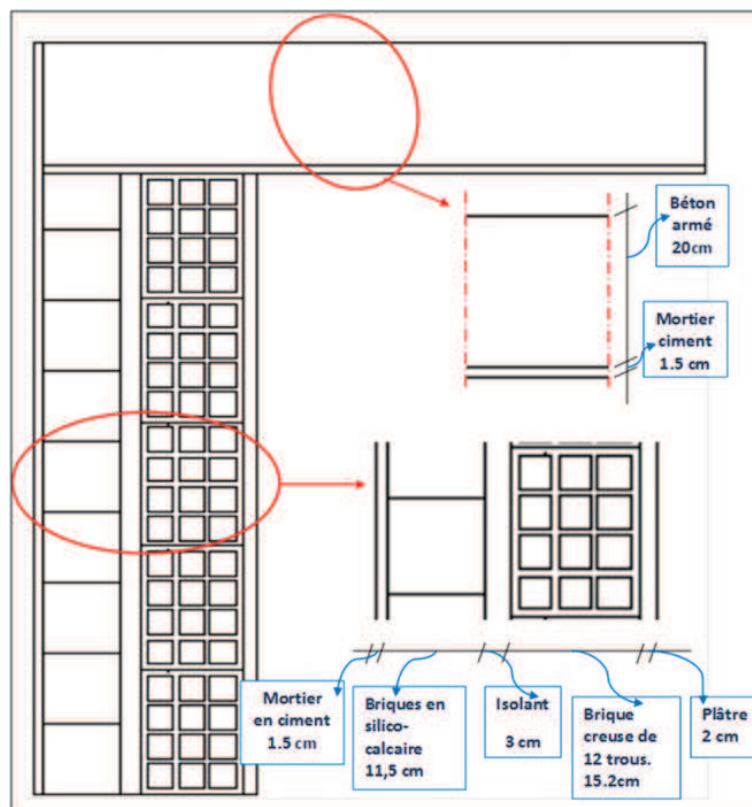 Béton
armé
20cm
Mortier
ciment
1.5 cm
Mortier
en ciment
1.5 cm
Briques en
silico-
calcaire
11,5 cm
Isolant
3 cm
Brique
creuse de
12 trous.
15.2cm
Plâtre
2 cm